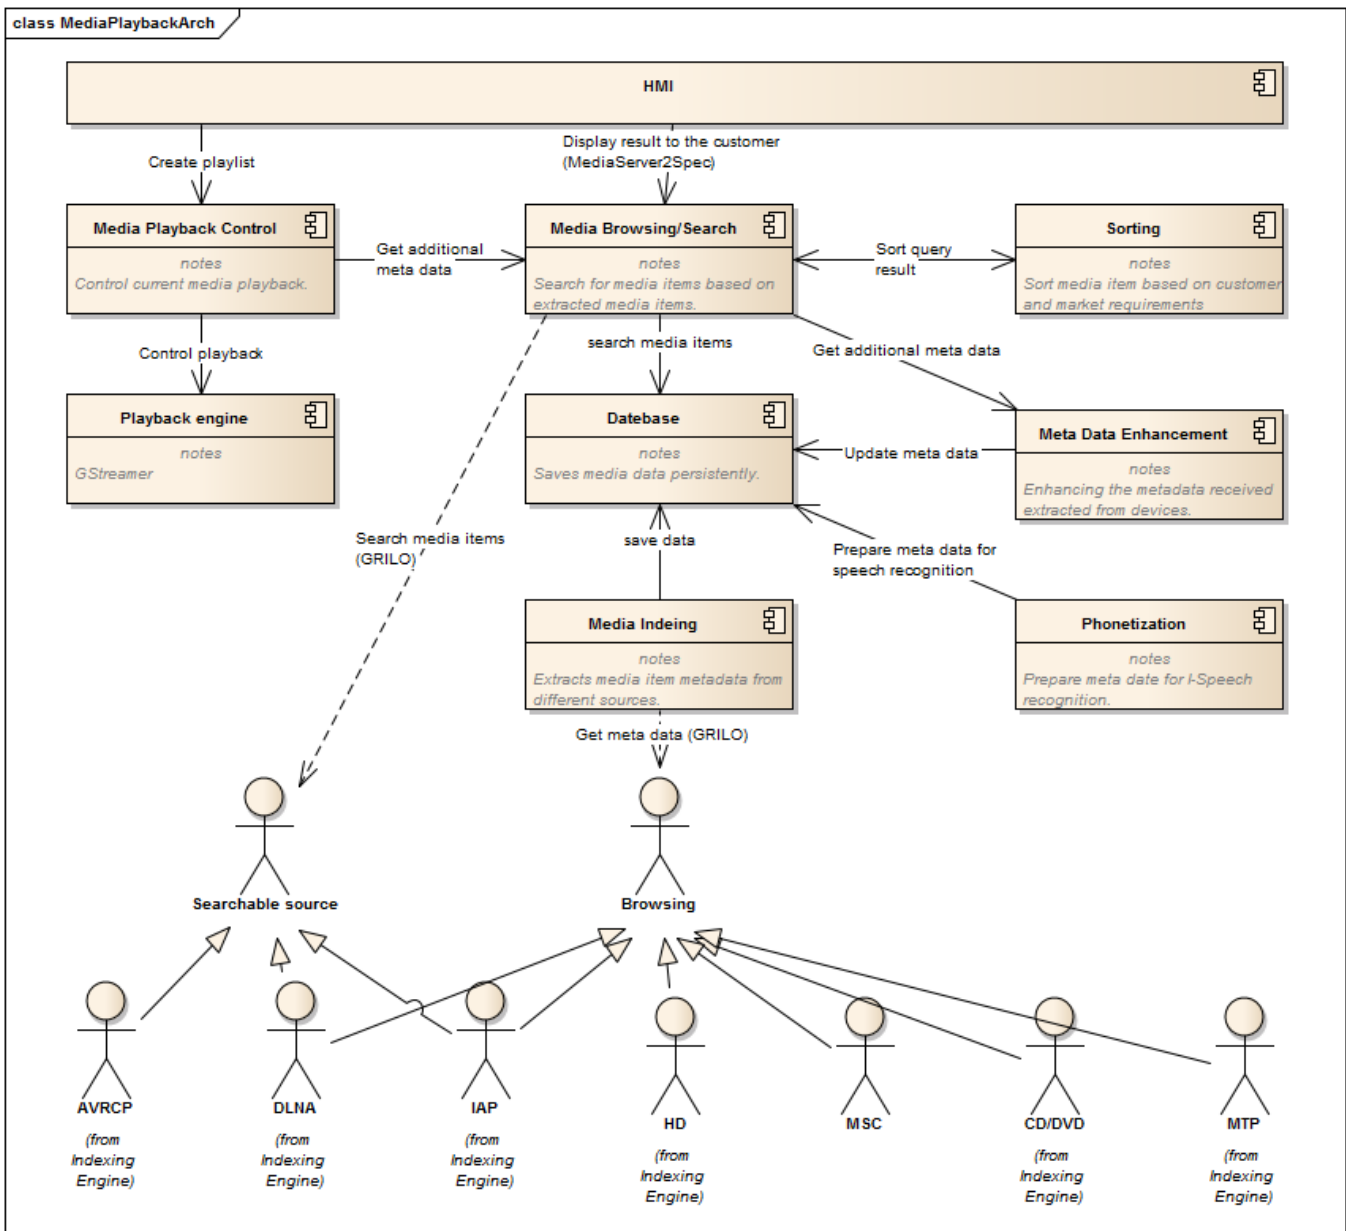 class MediaPlaybackArch
HMI
Create playlist
Display result to the customer
(MediaServer2Spec)
Media Playback Control
notes
Control current media playback.
Get additional
meta data
Media Browsing/Search
notes
Search for media items based on
extracted media items.
Sort query
result
Sorting
notes
Sort media item based on customer
and market requirements
Control playback
search media items
Get additional meta data
Playback engine
notes
GStreamer
Datebase
notes
Saves media data persistently.
Update meta data
Meta Data Enhancement
notes
Enhancing the metadata received
extracted from devices.
Search media items
(GRILO)
save data
Prepare meta data for
speech recognition
Media Indeing
notes
Extracts media item metadata from
different sources.
Phonetization
notes
Prepare meta date for I-Speech
recognition.
Get meta data (GRILO)
Searchable source
Browsing
AVRCP
(from
Indexing
Engine)
DLNA
(from
Indexing
Engine)
IAP
(from
Indexing
Engine)
HD
(from
Indexing
Engine)
MSC
CD/DVD
(from
Indexing
Engine)
MTP
(from
Indexing
Engine)